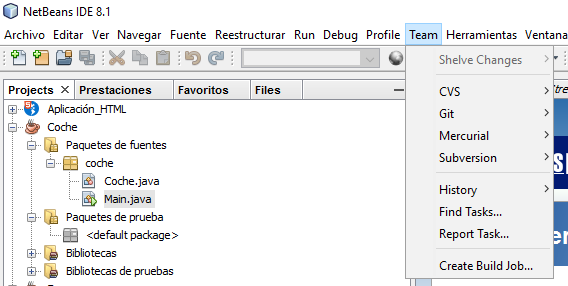 NetBeans IDE 8.1
Archivo Editar Ver Navegar Fuente Reestructurar Run Debug Profile Team Herramientas Ventana
Shelve Changes
Projects Prestaciones Favoritos Files
CVS
Git
Mercurial
Subversion
History
Find Tasks...
Report Task...
Create Build Job...
Aplicación_HTML
Coche
Paquetes de fuentes
coche
Coche.java
Main.java
Paquetes de prueba
<default package>
Bibliotecas
Bibliotecas de pruebas